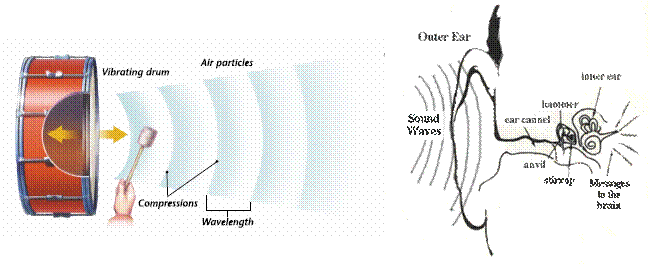 Vibrating drum
Air particles
Compressions
Wavelength
Outer Ear
Sound
Waves
ear cannel
hammer
inner ear
anvil
stirrup
Messages
to the
brain